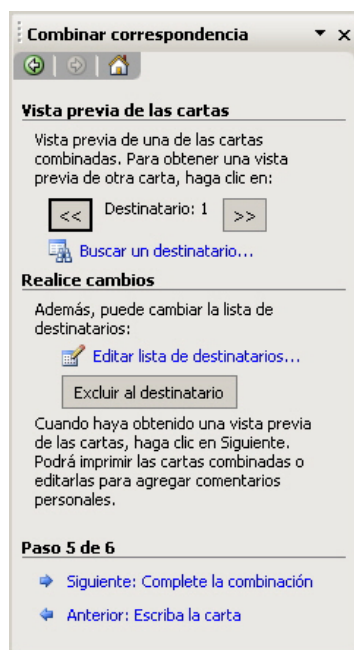 Combinar correspondencia
Vista previa de las cartas
Vista previa de una de las cartas
combinadas. Para obtener una vista
previa de otra carta, haga clic en:
<< Destinatario: 1 >>
Buscar un destinatario...
Realice cambios
Además, puede cambiar la lista de
destinatarios:
Editar lista de destinatarios...
Excluir al destinatario
Cuando haya obtenido una vista previa
de las cartas, haga clic en Siguiente.
Podrá imprimir las cartas combinadas o
editarlas para agregar comentarios
personales.
Paso 5 de 6
Siguiente: Complete la combinación
Anterior: Escriba la carta